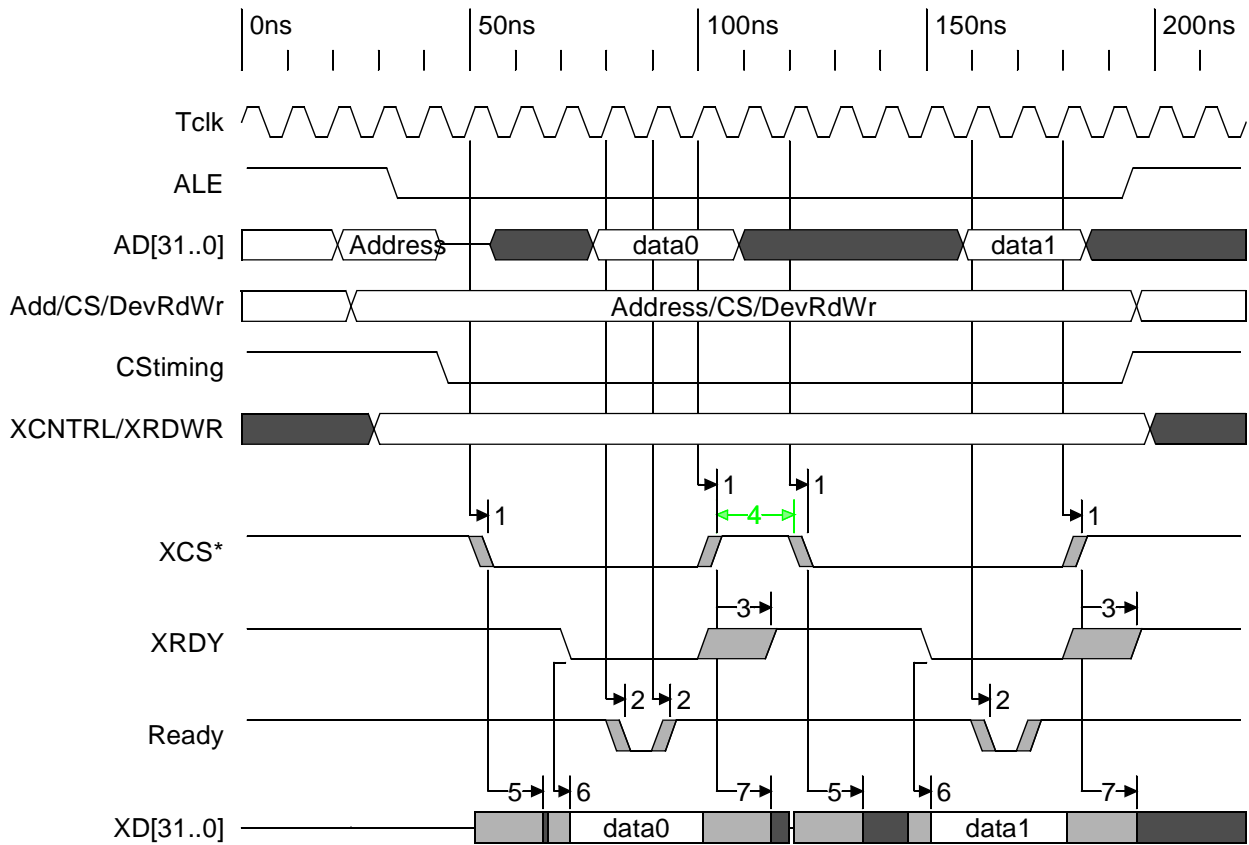 0ns 50ns 100ns 150ns 200ns
Tclk
ALE
AD[31..0] Address data0 data1
Add/CS/DevRdWr Address/CS/DevRdWr
CStiming
XCNTRL/XRDWR
1 1 1 1
4
XCS*
3 3
XRDY
2 2 2
Ready
5 6 7 5 6 7
XD[31..0] data0 data1